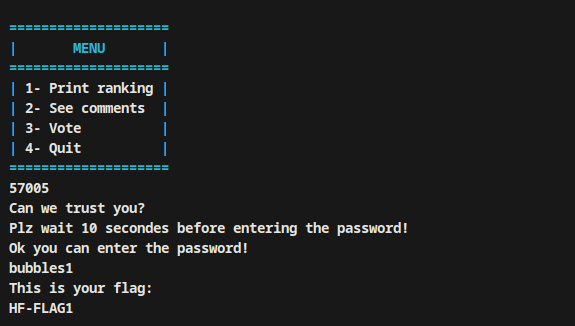 ====================
|       MENU       |
====================
| 1- Print ranking |
| 2- See comments  |
| 3- Vote          |
| 4- Quit          |
====================
57005
Can we trust you?
Plz wait 10 secondes before entering the password!
Ok you can enter the password!
bubbles1
This is your flag:
HF-FLAG1